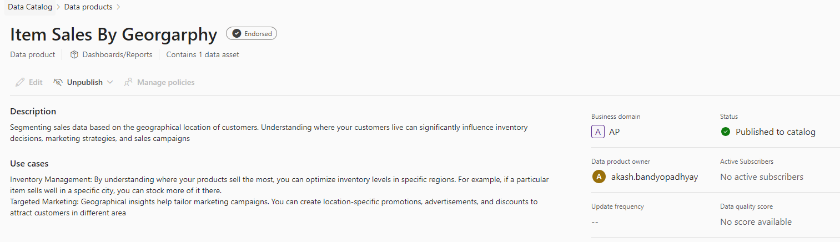 Data Catalog > Data products >
Item Sales By Georgarphy Endorsed
Data product Dashboards/Reports Contains 1 data asset
Edit Unpublish Manage policies
Description
Segmenting sales data based on the geographical location of customers. Understanding where your customers live can significantly influence inventory
decisions, marketing strategies, and sales campaigns
Use cases
Inventory Management: By understanding where your products sell the most, you can optimize inventory levels in specific regions. For example, if a particular
item sells well in a specific city, you can stock more of it there.
Targeted Marketing: Geographical insights help tailor marketing campaigns. You can create location-specific promotions, advertisements, and discounts to
attract customers in different area
Business domain Status
A AP Published to catalog
Data product owner Active Subscribers
A akash.bandyopadhyay No active subscribers
Update frequency Data quality score
-- No score available